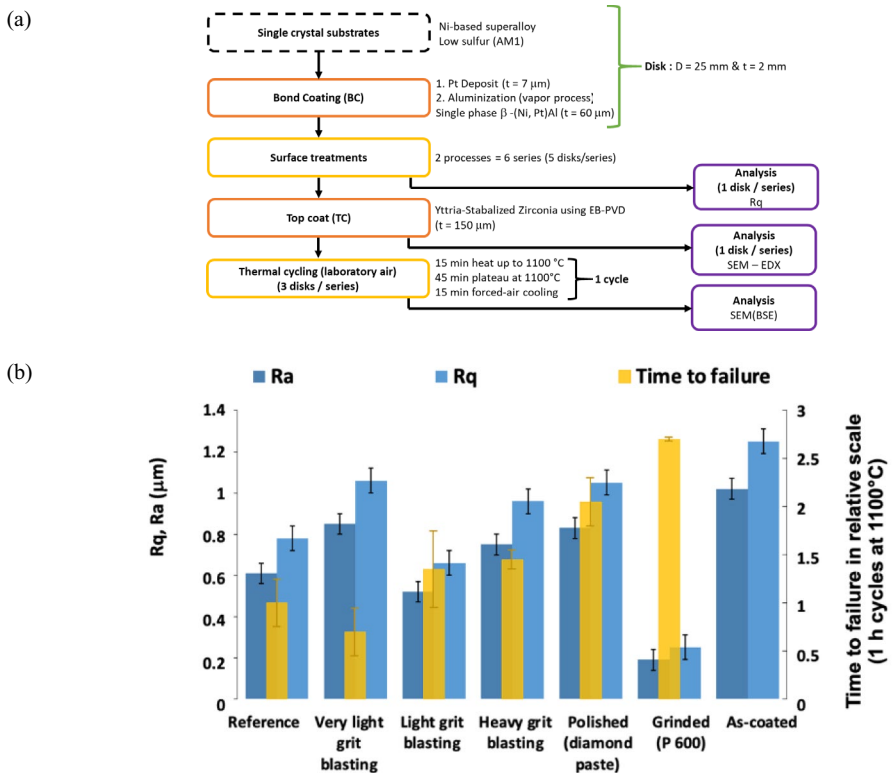 (a)
Single crystal substrates
Ni-based superalloy
Low sulfur (AM1)
Disk : D = 25 mm & t = 2 mm
Bond Coating (BC)
1. Pt Deposit (t = 7 μm)
2. Aluminization (vapor process)
Single phase β -(Ni, Pt)Al (t = 60 μm)
Surface treatments
2 processes = 6 series (5 disks/series)
Analysis
(1 disk / series)
Rq
Top coat (TC)
Yttria-Stabalized Zirconia using EB-PVD
(t = 150 μm)
Analysis
(1 disk / series)
SEM – EDX
Thermal cycling (laboratory air)
(3 disks / series)
15 min heat up to 1100 °C
45 min plateau at 1100°C
15 min forced-air cooling
1 cycle
Analysis
SEM(BSE)
(b)
Ra
Rq
Time to failure
Rq, Ra (μm)
1.4
1.2
1
0.8
0.6
0.4
0.2
0
3
2.5
2
1.5
1
0.5
0
Time to failure in relative scale
(1 h cycles at 1100°C)
Reference
Very light
grit
blasting
Light grit
blasting
Heavy grit
blasting
Polished
(diamond
paste)
Grinded
(P 600)
As-coated